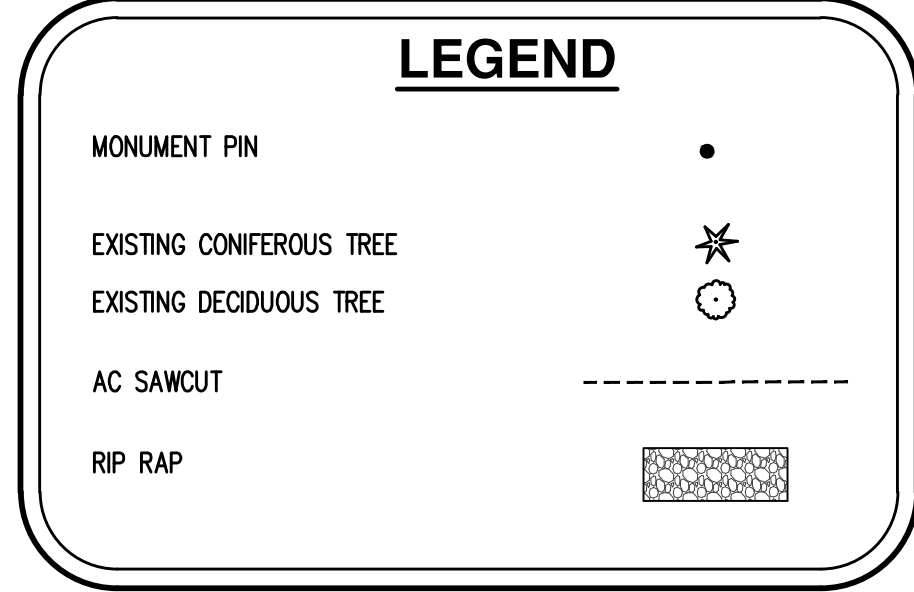 LEGEND
MONUMENT PIN
EXISTING CONIFEROUS TREE
EXISTING DECIDUOUS TREE
AC SAWCUT
RIP RAP